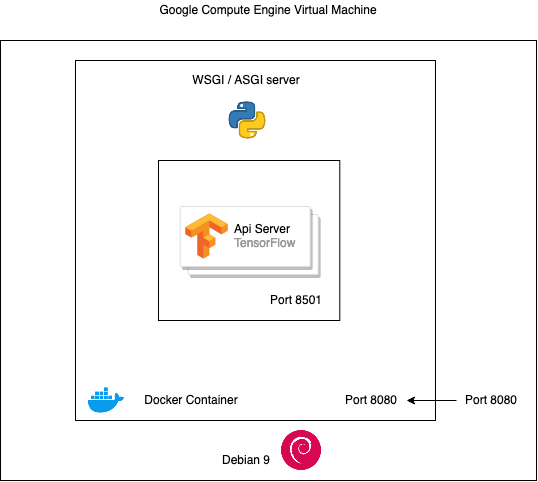 Google Compute Engine Virtual Machine
WSGI / ASGI server
Api Server
TensorFlow
Port 8501
Docker Container
Port 8080
Port 8080
Debian 9